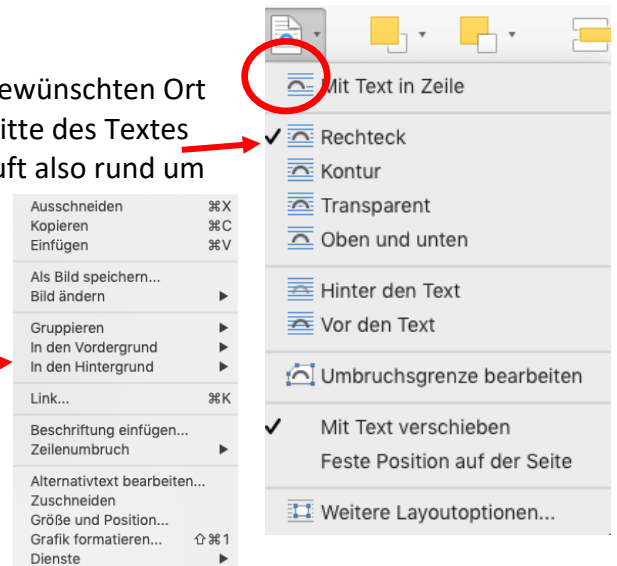 ewünschten Ort
itte des Textes
uft also rund um
Ausschneiden ⌘X
Kopieren ⌘C
Einfügen ⌘V
Als Bild speichern...
Bild ändern ▶
Gruppieren ▶
In den Vordergrund ▶
In den Hintergrund ▶
Link... ⌘K
Beschriftung einfügen...
Zeilenumbruch ▶
Alternativtext bearbeiten...
Zuschneiden
Größe und Position...
Grafik formatieren... ⇧⌘1
Dienste ▶
Mit Text in Zeile
✓ Rechteck
Kontur
Transparent
Oben und unten
Hinter den Text
Vor den Text
Umbruchsgrenze bearbeiten
✓ Mit Text verschieben
Feste Position auf der Seite
Weitere Layoutoptionen...